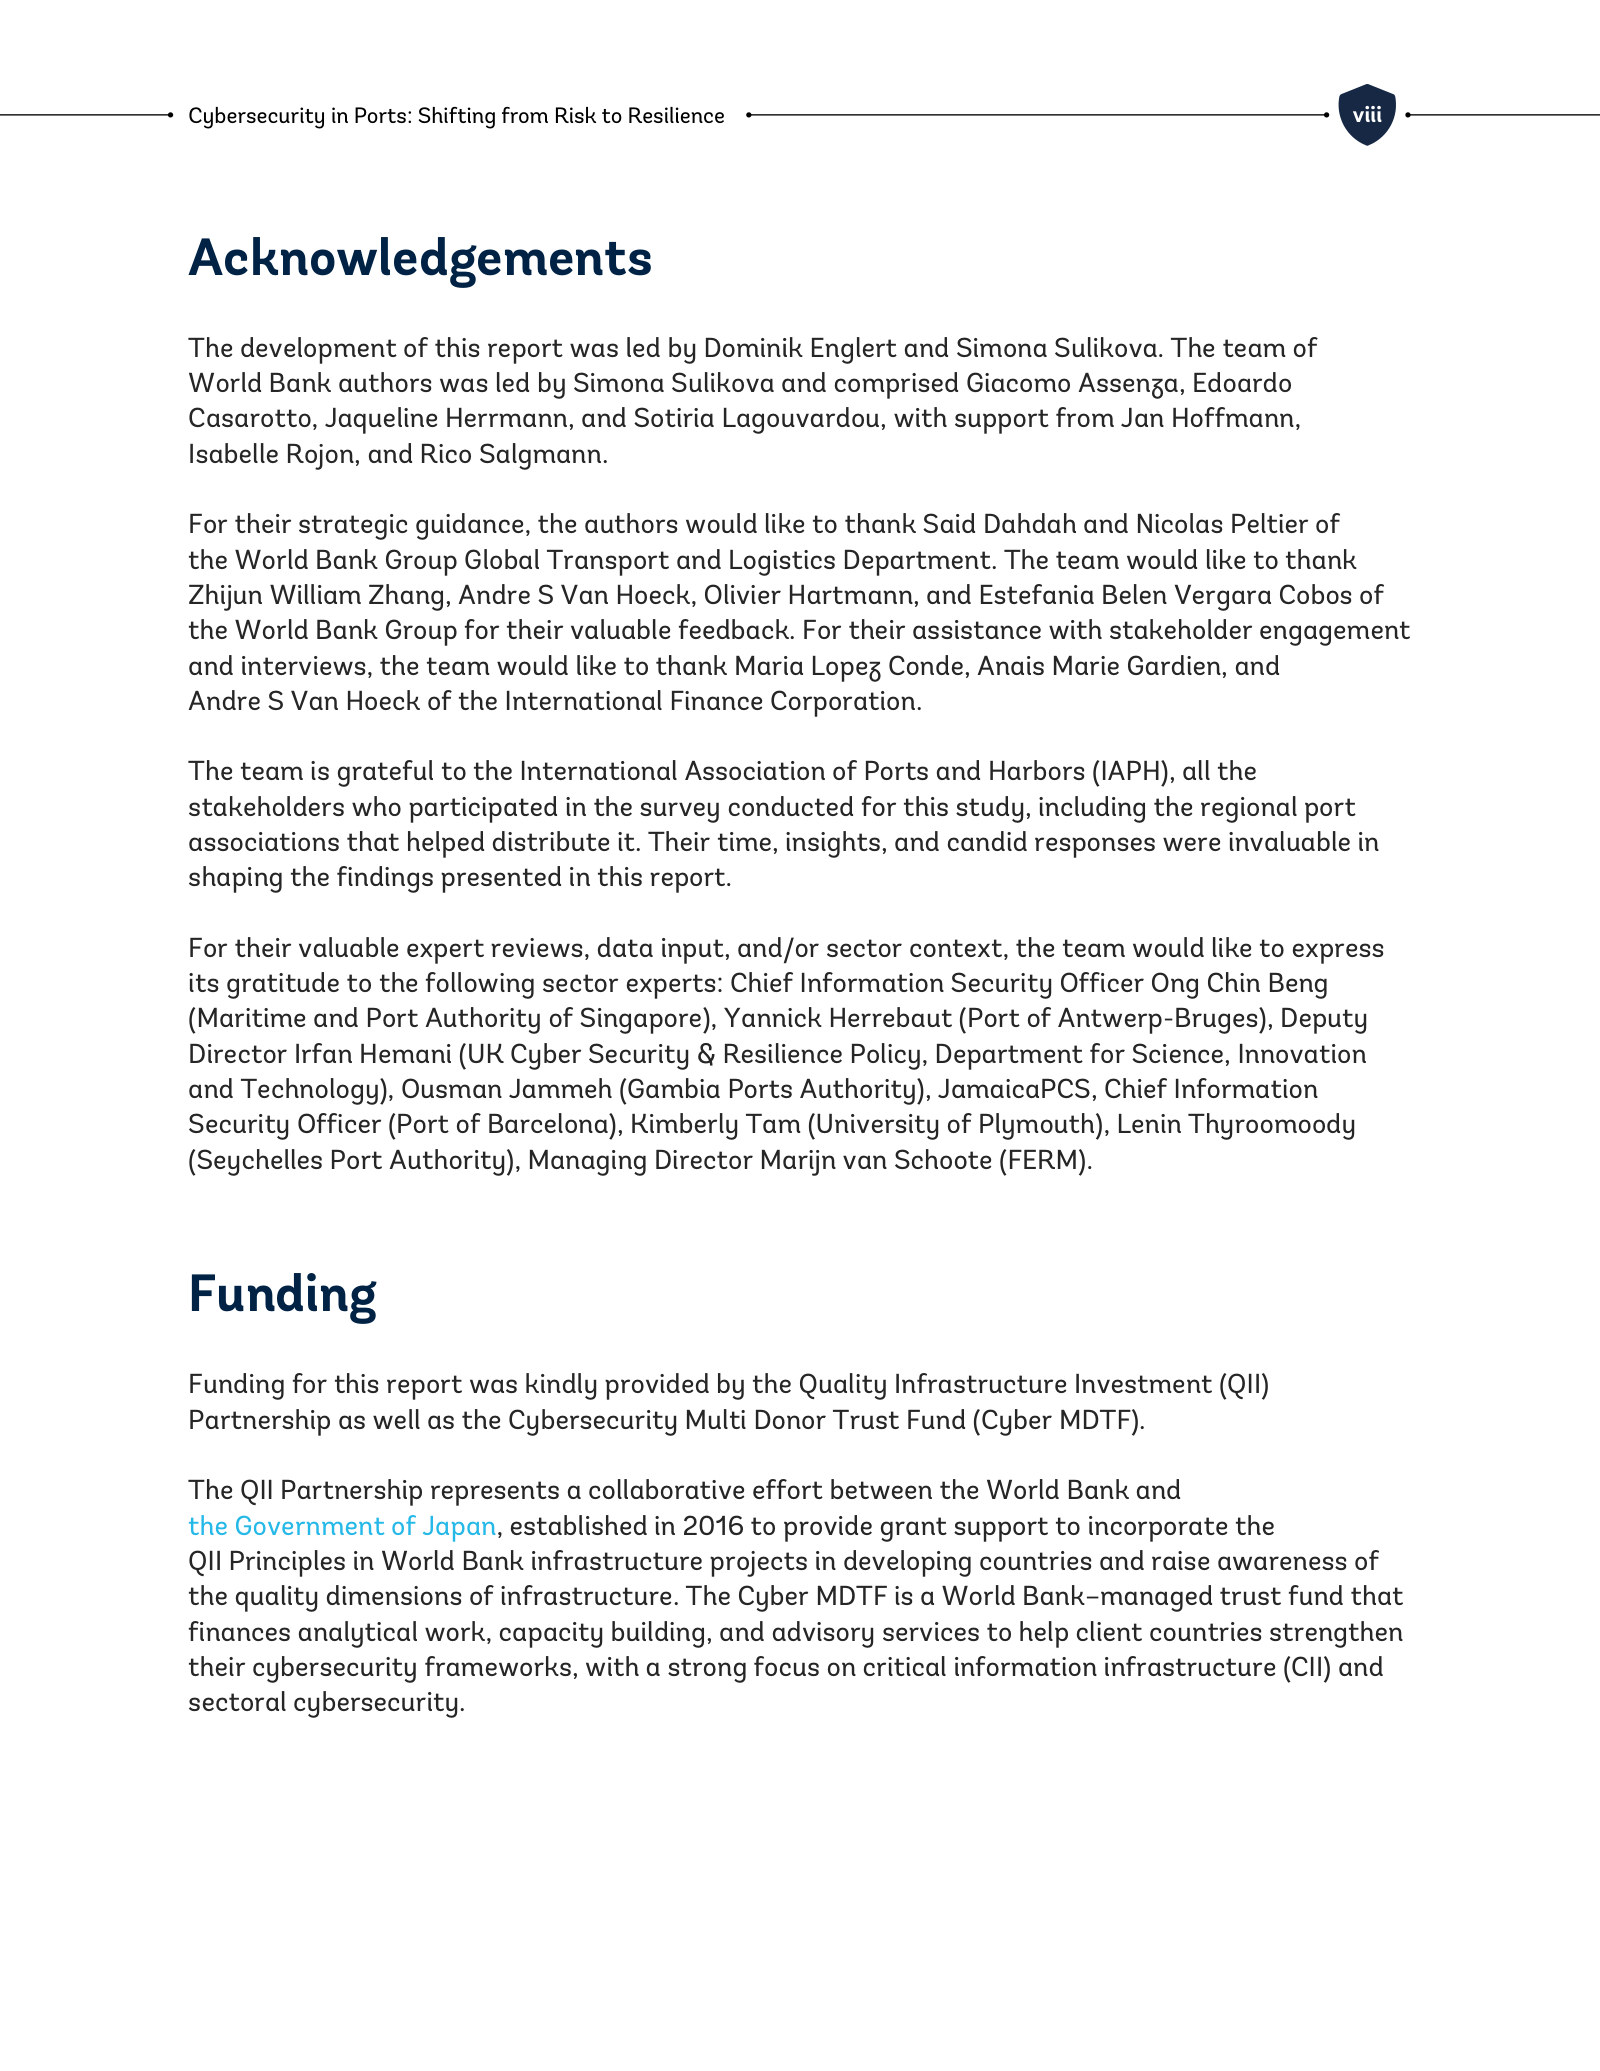 Cybersecurity in Ports: Shifting from Risk to Resilience
viii
Acknowledgements
The development of this report was led by Dominik Englert and Simona Sulikova. The team of
World Bank authors was led by Simona Sulikova and comprised Giacomo Assenza, Edoardo
Casarotto, Jaqueline Herrmann, and Sotiria Lagouvardou, with support from Jan Hoffmann,
Isabelle Rojon, and Rico Salgmann.
For their strategic guidance, the authors would like to thank Said Dahdah and Nicolas Peltier of
the World Bank Group Global Transport and Logistics Department. The team would like to thank
Zhijun William Zhang, Andre S Van Hoeck, Olivier Hartmann, and Estefania Belen Vergara Cobos of
the World Bank Group for their valuable feedback. For their assistance with stakeholder engagement
and interviews, the team would like to thank Maria Lopez Conde, Anais Marie Gardien, and
Andre S Van Hoeck of the International Finance Corporation.
The team is grateful to the International Association of Ports and Harbors (IAPH), all the
stakeholders who participated in the survey conducted for this study, including the regional port
associations that helped distribute it. Their time, insights, and candid responses were invaluable in
shaping the findings presented in this report.
For their valuable expert reviews, data input, and/or sector context, the team would like to express
its gratitude to the following sector experts: Chief Information Security Officer Ong Chin Beng
(Maritime and Port Authority of Singapore), Yannick Herrebaut (Port of Antwerp-Bruges), Deputy
Director Irfan Hemani (UK Cyber Security & Resilience Policy, Department for Science, Innovation
and Technology), Ousman Jammeh (Gambia Ports Authority), JamaicaPCS, Chief Information
Security Officer (Port of Barcelona), Kimberly Tam (University of Plymouth), Lenin Thyroomoody
(Seychelles Port Authority), Managing Director Marijn van Schoote (FERM).
Funding
Funding for this report was kindly provided by the Quality Infrastructure Investment (QII)
Partnership as well as the Cybersecurity Multi Donor Trust Fund (Cyber MDTF).
The QII Partnership represents a collaborative effort between the World Bank and
the Government of Japan, established in 2016 to provide grant support to incorporate the
QII Principles in World Bank infrastructure projects in developing countries and raise awareness of
the quality dimensions of infrastructure. The Cyber MDTF is a World Bank–managed trust fund that
finances analytical work, capacity building, and advisory services to help client countries strengthen
their cybersecurity frameworks, with a strong focus on critical information infrastructure (CII) and
sectoral cybersecurity.